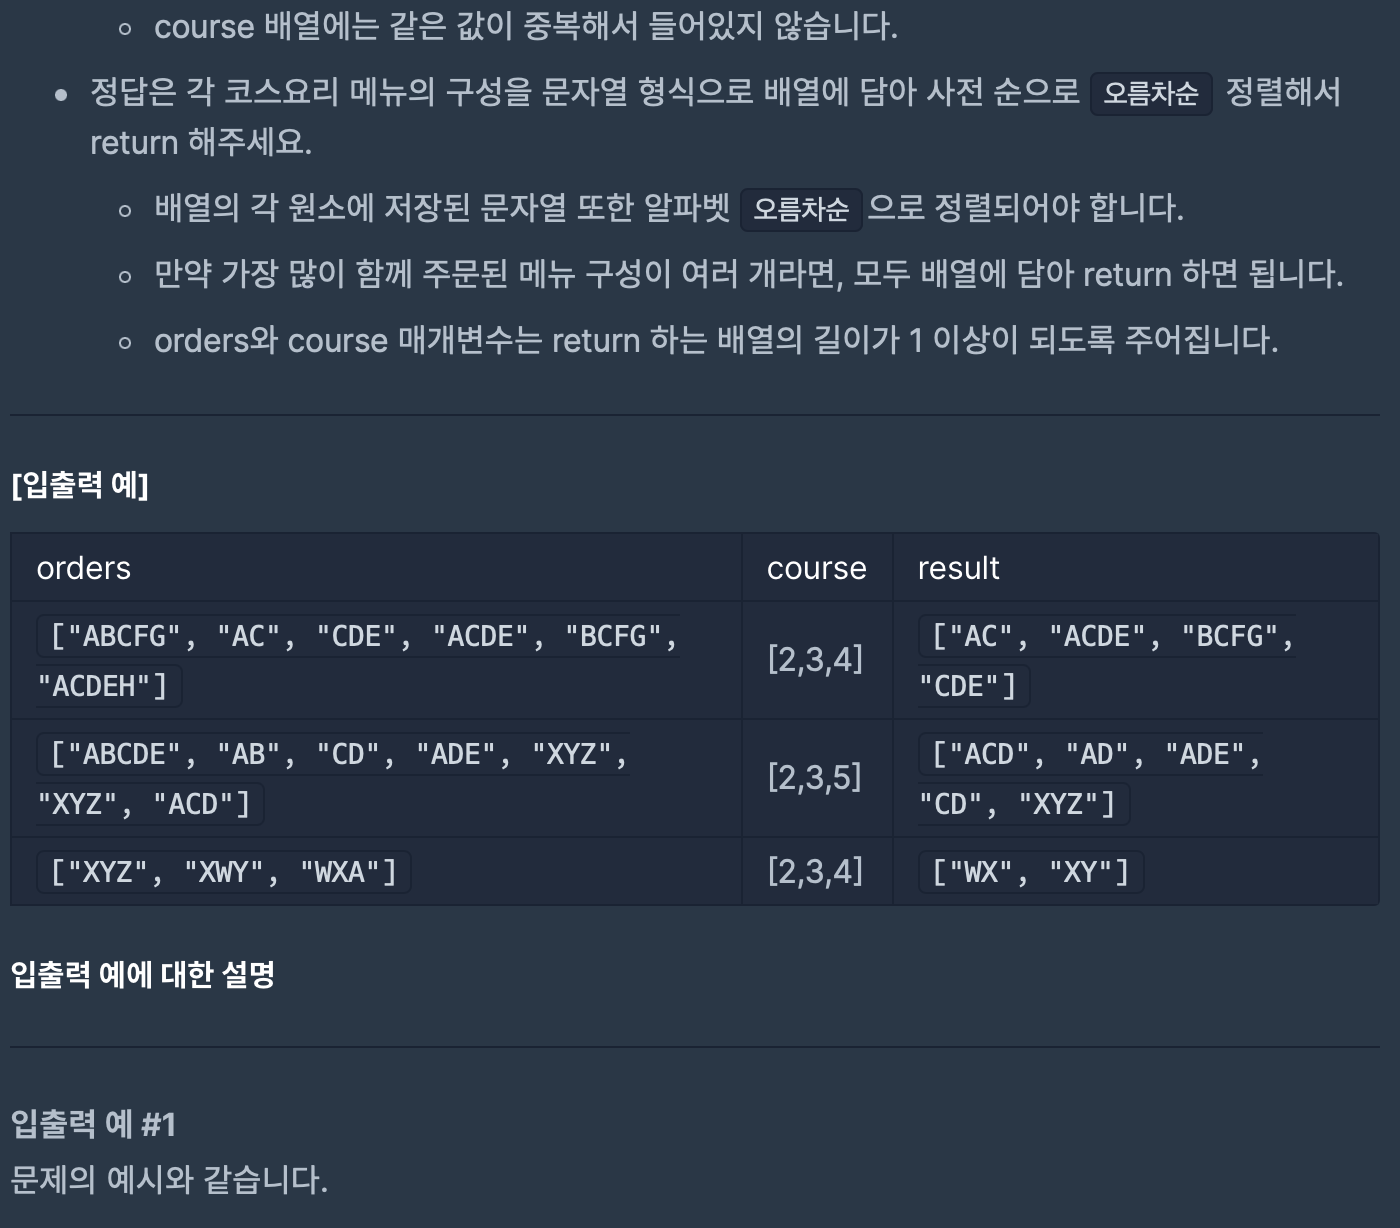 course 배열에는 같은 값이 중복해서 들어있지 않습니다.
정답은 각 코스요리 메뉴의 구성을 문자열 형식으로 배열에 담아 사전 순으로 오름차순 정렬해서
return 해주세요.
배열의 각 원소에 저장된 문자열 또한 알파벳 오름차순으로 정렬되어야 합니다.
만약 가장 많이 함께 주문된 메뉴 구성이 여러 개라면, 모두 배열에 담아 return 하면 됩니다.
orders와 course 매개변수는 return 하는 배열의 길이가 1 이상이 되도록 주어집니다.
[입출력 예]
orders course result
["ABCFG", "AC", "CDE", "ACDE", "BCFG",
"ACDEH"]
[2,3,4]
["AC", "ACDE", "BCFG",
"CDE"]
["ABCDE", "AB", "CD", "ADE", "XYZ",
"XYZ", "ACD"]
[2,3,5]
["ACD", "AD", "ADE",
"CD", "XYZ"]
["XYZ", "XWY", "WXA"] [2,3,4] ["WX", "XY"]
입출력 예에 대한 설명
입출력 예 #1
문제의 예시와 같습니다.